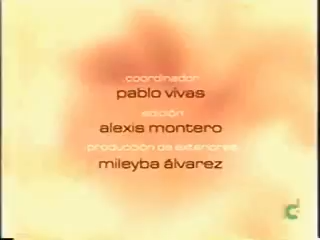 coordinador
pablo vivas
edición
alexis montero
producción de exteriores
mileyba álvarez